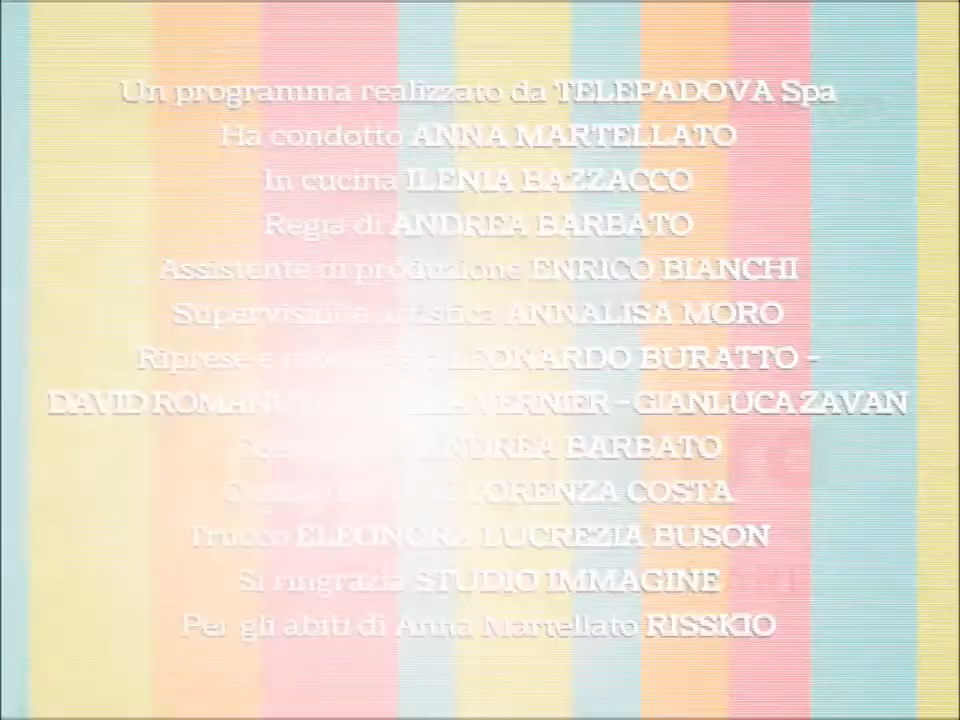 Un programma realizzato da TELEPADOVA Spa
Ha condotto ANNA MARTELLATO
In cucina ILENIA BAZZACCO
Regia di ANDREA BARBATO
Assistente di produzione ENRICO BIANCHI
Supervisione artistica ANNALISA MORO
Riprese e LEONARDO BURATTO -
DAVID VERNIER - GIANLUCA ZAVAN
ANDREA BARBATO
LORENZA COSTA
Trucco ELEONORA LUCREZIA BUSON
Si ringrazia STUDIO IMMAGINE
Per gli abiti di Anna Martellato RISSKIO